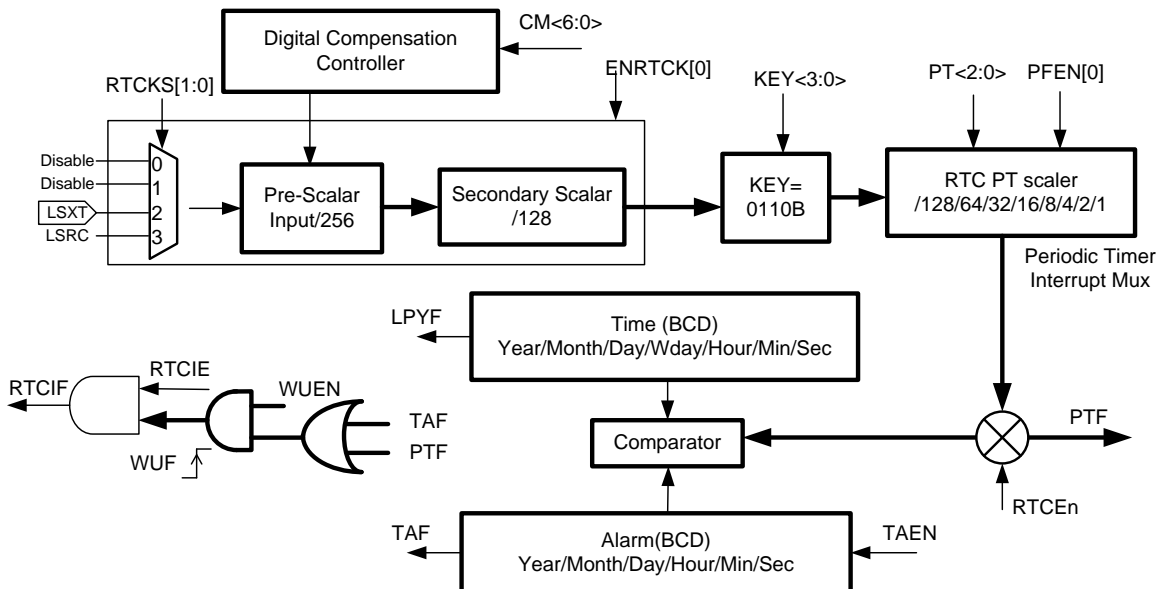 CM<6:0>
Digital Compensation
Controller
ENRTCK[0]
RTCKS[1:0]
KEY<3:0>
PT<2:0>
PFEN[0]
Disable
0
Disable
1
LSXT
2
LSRC
3
Pre-Scalar
Input/256
Secondary Scalar
/128
KEY=
0110B
RTC PT scaler
/128/64/32/16/8/4/2/1
Periodic Timer
Interrupt Mux
LPYF
Time (BCD)
Year/Month/Day/Wday/Hour/Min/Sec
RTCIF
RTCIE
WUEN
TAF
PTF
WUF
Comparator
PTF
RTCEn
TAF
Alarm(BCD)
Year/Month/Day/Hour/Min/Sec
TAEN